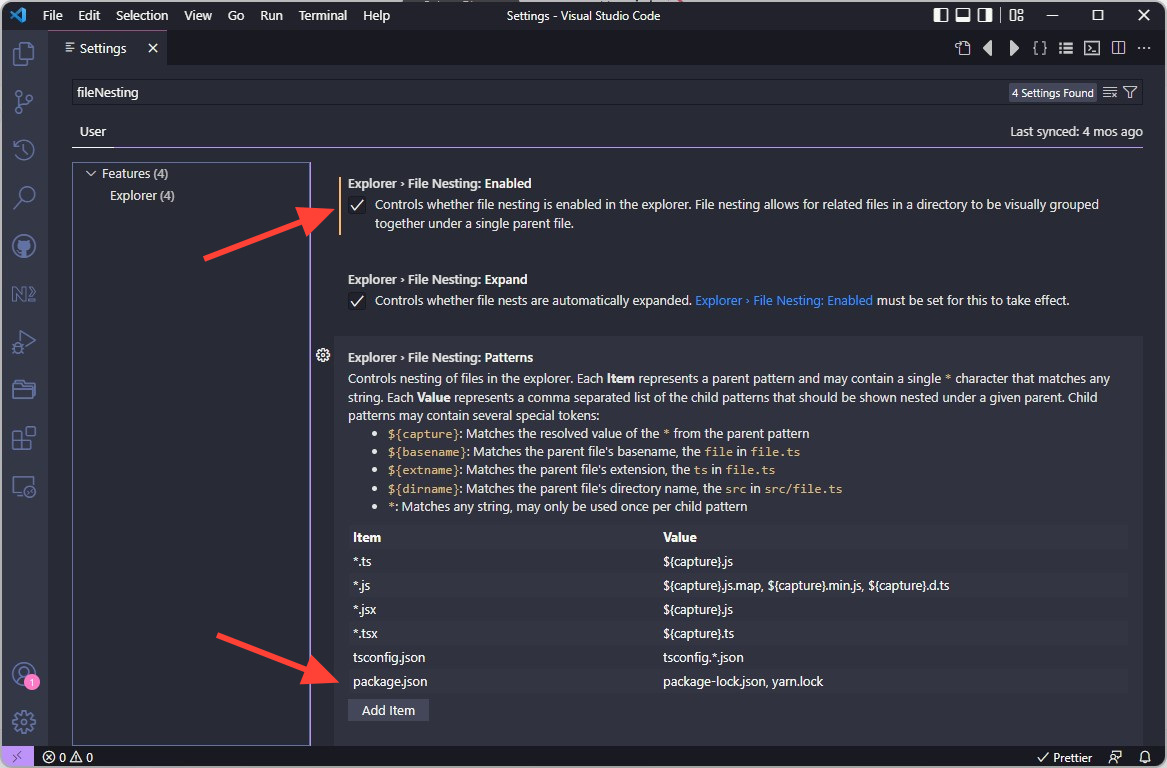 File Edit Selection View Go Run Terminal Help Settings - Visual Studio Code
Settings
fileNesting 4 Settings Found
User Last synced: 4 mos ago
Features (4)
Explorer (4)
Explorer › File Nesting: Enabled
Controls whether file nesting is enabled in the explorer. File nesting allows for related files in a directory to be visually grouped
together under a single parent file.
Explorer › File Nesting: Expand
Controls whether file nests are automatically expanded. Explorer › File Nesting: Enabled must be set for this to take effect.
Explorer › File Nesting: Patterns
Controls nesting of files in the explorer. Each Item represents a parent pattern and may contain a single * character that matches any
string. Each Value represents a comma separated list of the child patterns that should be shown nested under a given parent. Child
patterns may contain several special tokens:
• ${capture}: Matches the resolved value of the * from the parent pattern
• ${basename}: Matches the parent file's basename, the file in file.ts
• ${extname}: Matches the parent file's extension, the ts in file.ts
• ${dirname}: Matches the parent file's directory name, the src in src/file.ts
• *: Matches any string, may only be used once per child pattern
Item Value
*.ts ${capture}.js
*.js ${capture}.js.map, ${capture}.min.js, ${capture}.d.ts
*.jsx ${capture}.js
*.tsx ${capture}.ts
tsconfig.json tsconfig.*.json
package.json package-lock.json, yarn.lock
Add Item
1
0 0 Prettier